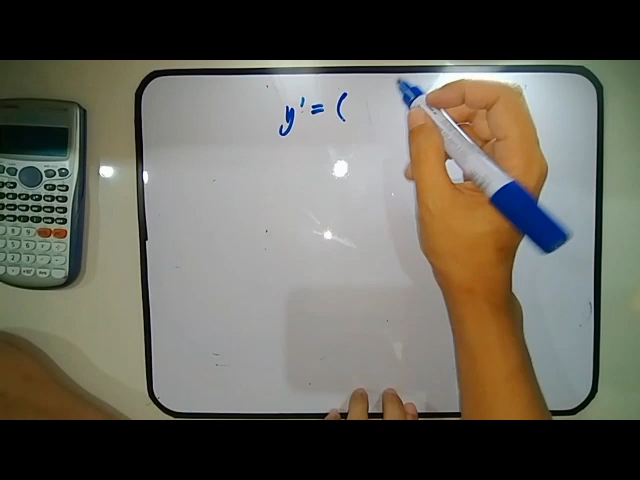 y' = (